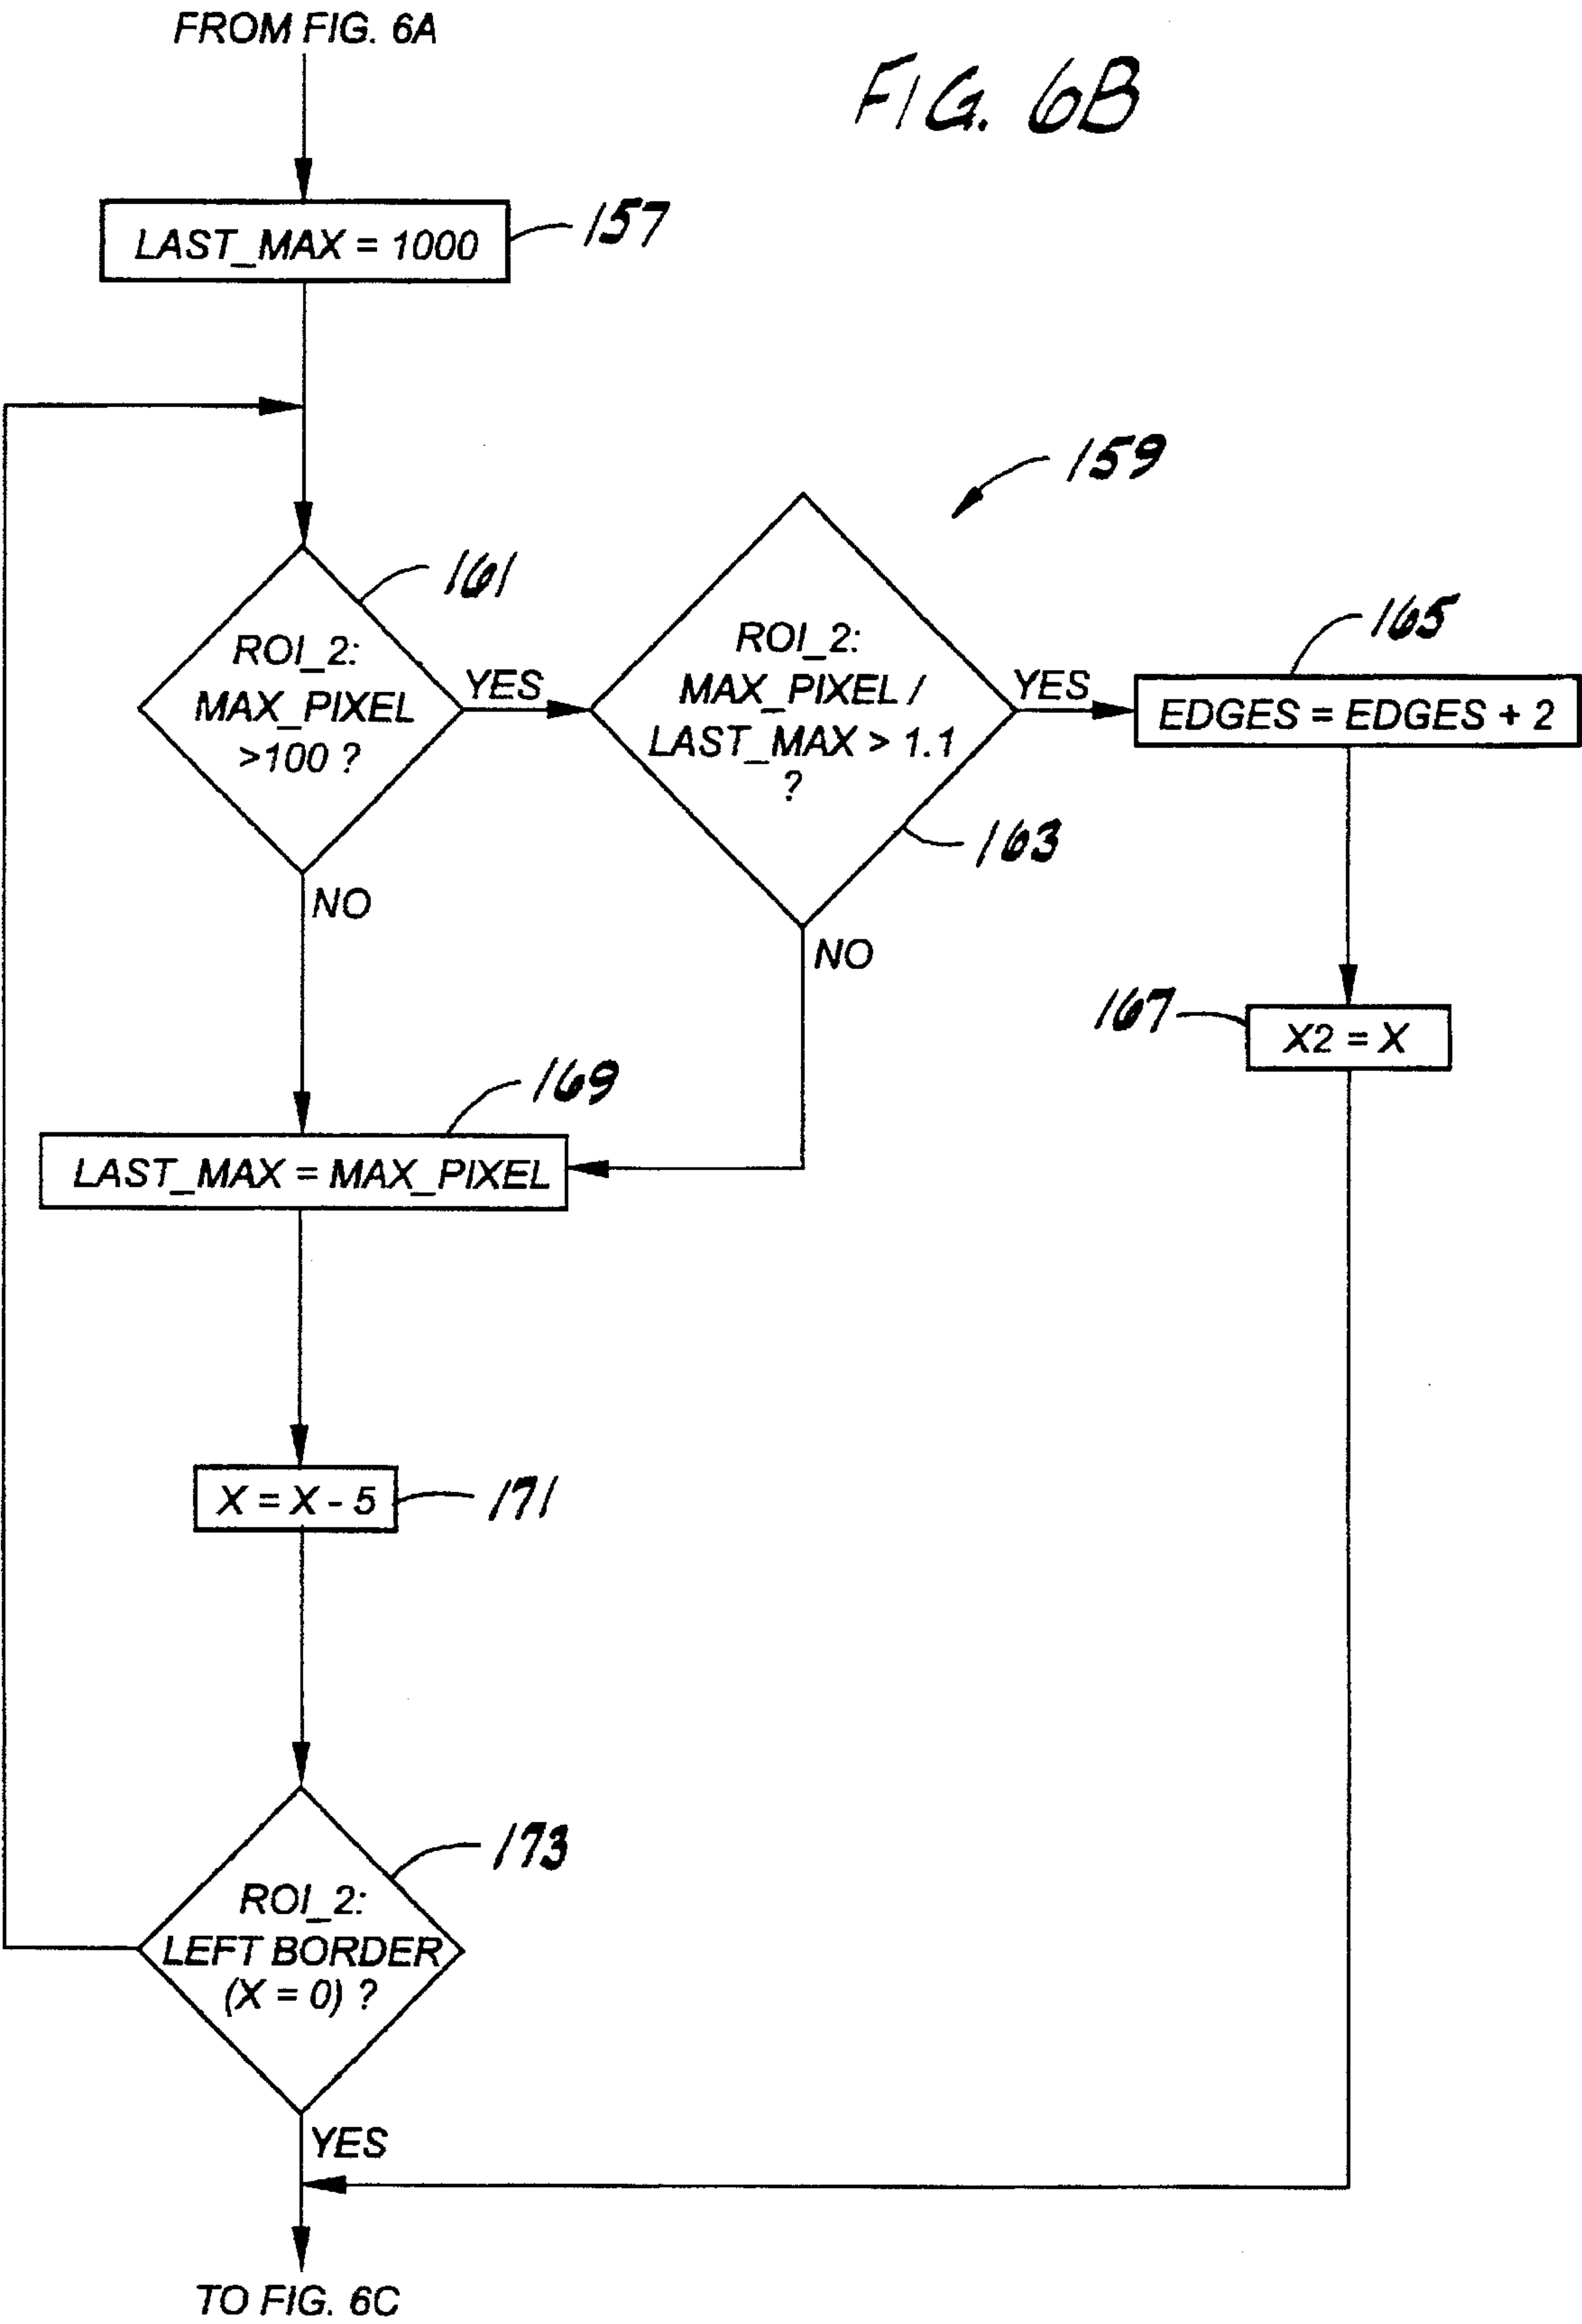 FROM FIG. 6A
FIG. 6B
LAST_MAX = 1000
157
159
161
ROI_2:
MAX_PIXEL
>100 ?
YES
NO
ROI_2:
MAX_PIXEL /
LAST_MAX > 1.1
?
YES
163
NO
165
EDGES = EDGES + 2
167
X2 = X
169
LAST_MAX = MAX_PIXEL
X = X - 5
171
173
ROI_2:
LEFT BORDER
(X = 0) ?
YES
TO FIG. 6C